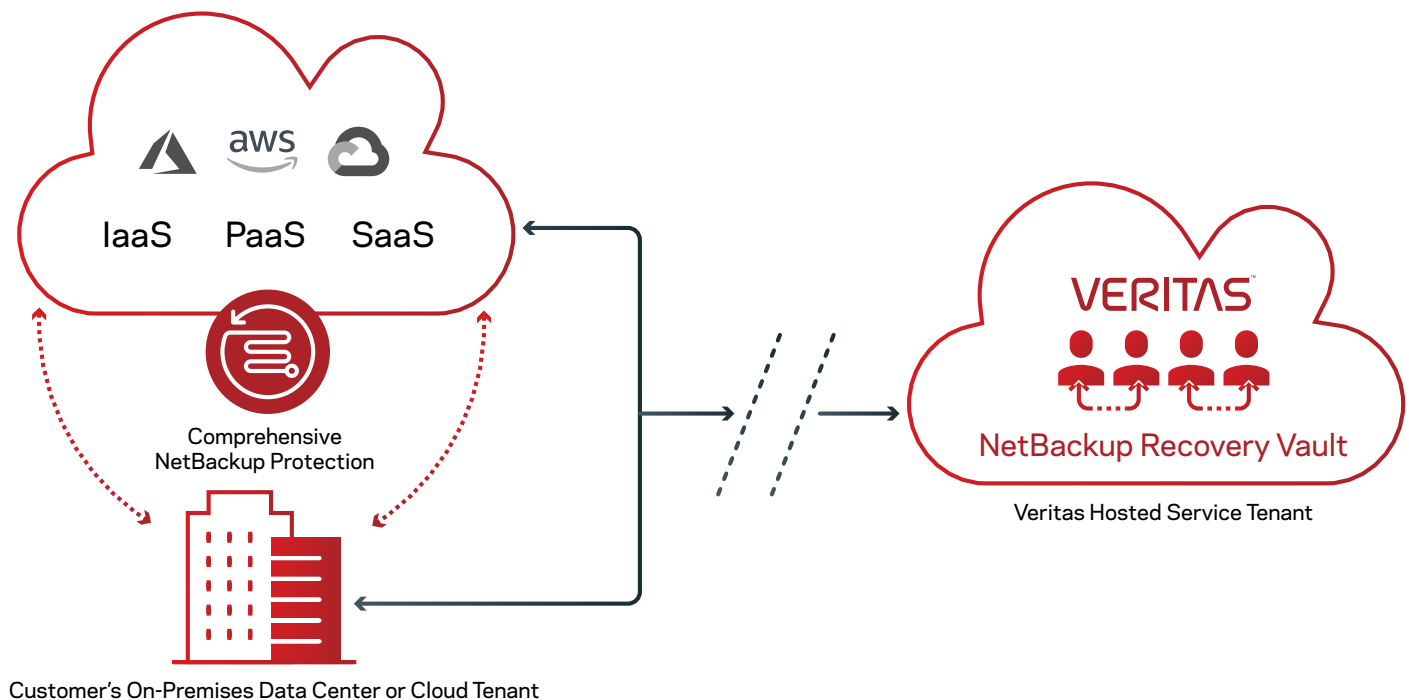 aws
IaaS PaaS SaaS
Comprehensive
NetBackup Protection
Customer's On-Premises Data Center or Cloud Tenant
VERITAS™
NetBackup Recovery Vault
Veritas Hosted Service Tenant